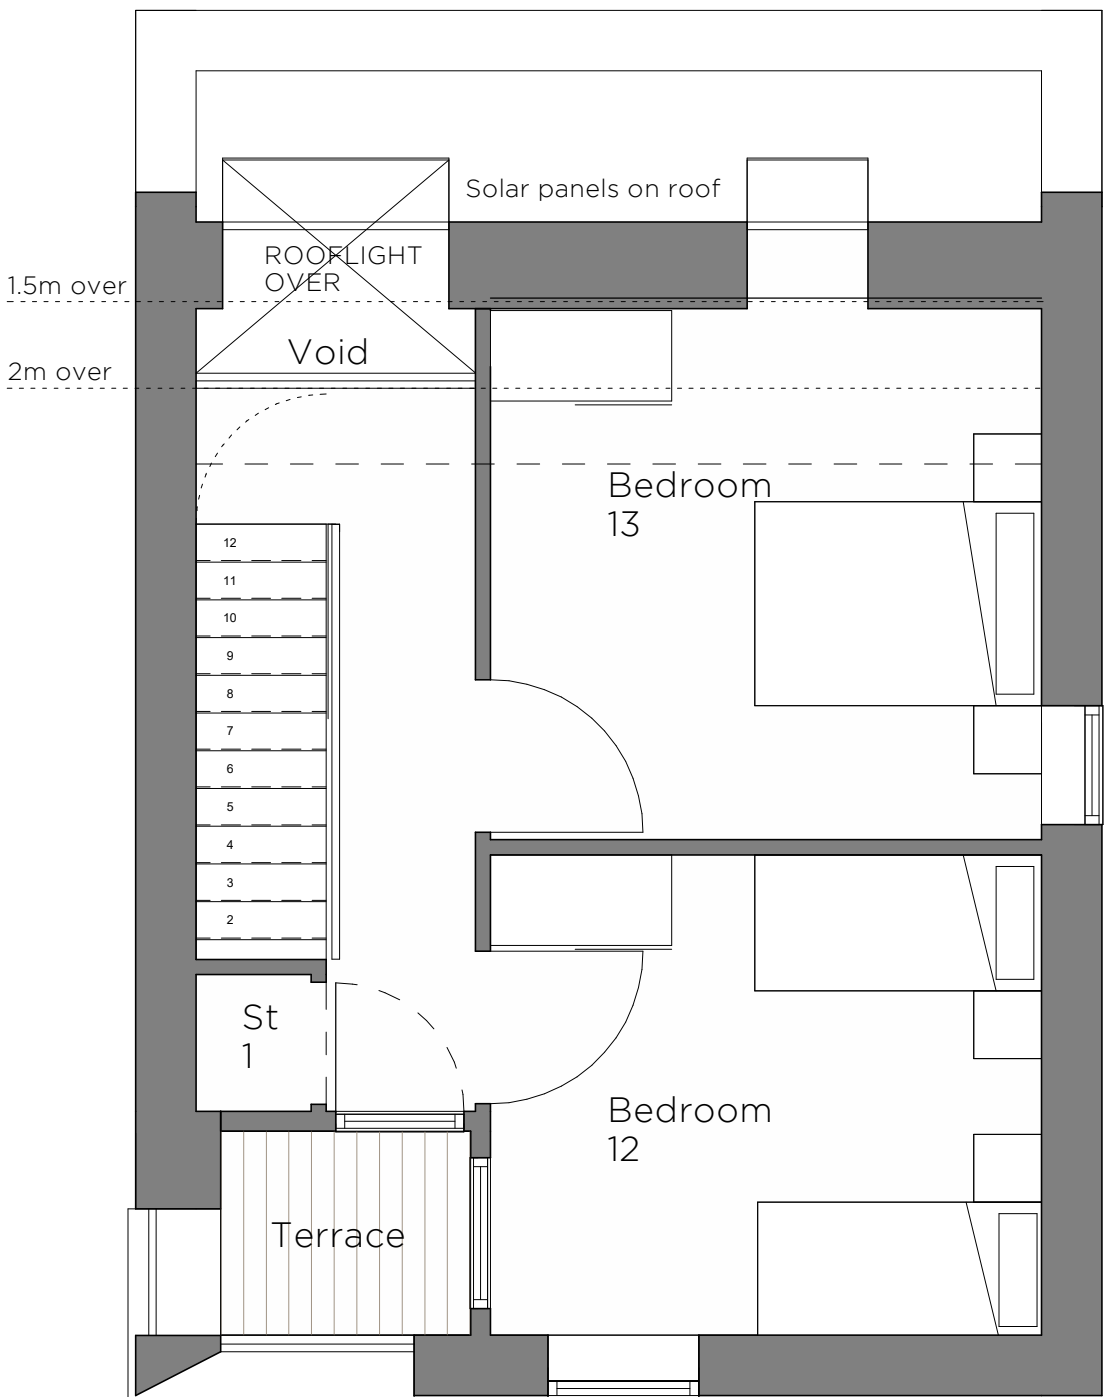 Solar panels on roof
ROOFLIGHT
OVER
1.5m over
Void
2m over
Bedroom
13
12
11
10
9
8
7
6
5
4
3
2
St
1
Bedroom
12
Terrace